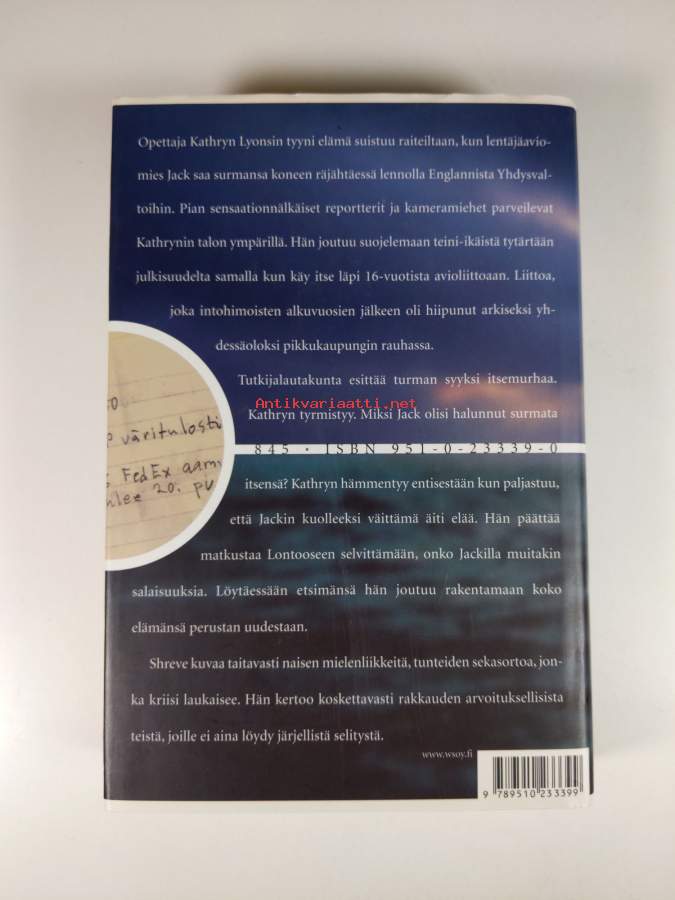 Opettaja Kathryn Lyonsin tyyni elämä suistuu raiteiltaan, kun lentäjäavio-
mies Jack saa surmansa koneen räjähtäessä lennolla Englannista Yhdysval-
toihin. Pian sensaationnälkäiset reportterit ja kameramiehet parveilevat
Kathrynin talon ympärillä. Hän joutuu suojelemaan teini-ikäistä tytärtään
julkisuudelta samalla kun käy itse läpi 16-vuotista avioliittoaan. Liittoa,
joka intohimoisten alkuvuosien jälkeen oli hiipunut arkiseksi yh-
dessäoloksi pikkukaupungin rauhassa.
Tutkijalautakunta esittää turman syyksi itsemurhaa.
Antikvariaatti.net
Kathryn tyrmistyy. Miksi Jack olisi halunnut surmata
väritulosti
FedEx aamu
20. pu
845 · ISBN 951-0-23339-0
itsensä? Kathryn hämmentyy entisestään kun paljastuu,
että Jackin kuolleeksi väittämä äiti elää. Hän päättää
matkustaa Lontooseen selvittämään, onko Jackilla muitakin
salaisuuksia. Löytäessään etsimänsä hän joutuu rakentamaan koko
elämänsä perustan uudestaan.
Shreve kuvaa taitavasti naisen mielenliikkeitä, tunteiden sekasortoa, jon-
ka kriisi laukaisee. Hän kertoo koskettavasti rakkauden arvoituksellisista
teistä, joille ei aina löydy järjellistä selitystä.
www.wsoy.fi
9 789510 233399